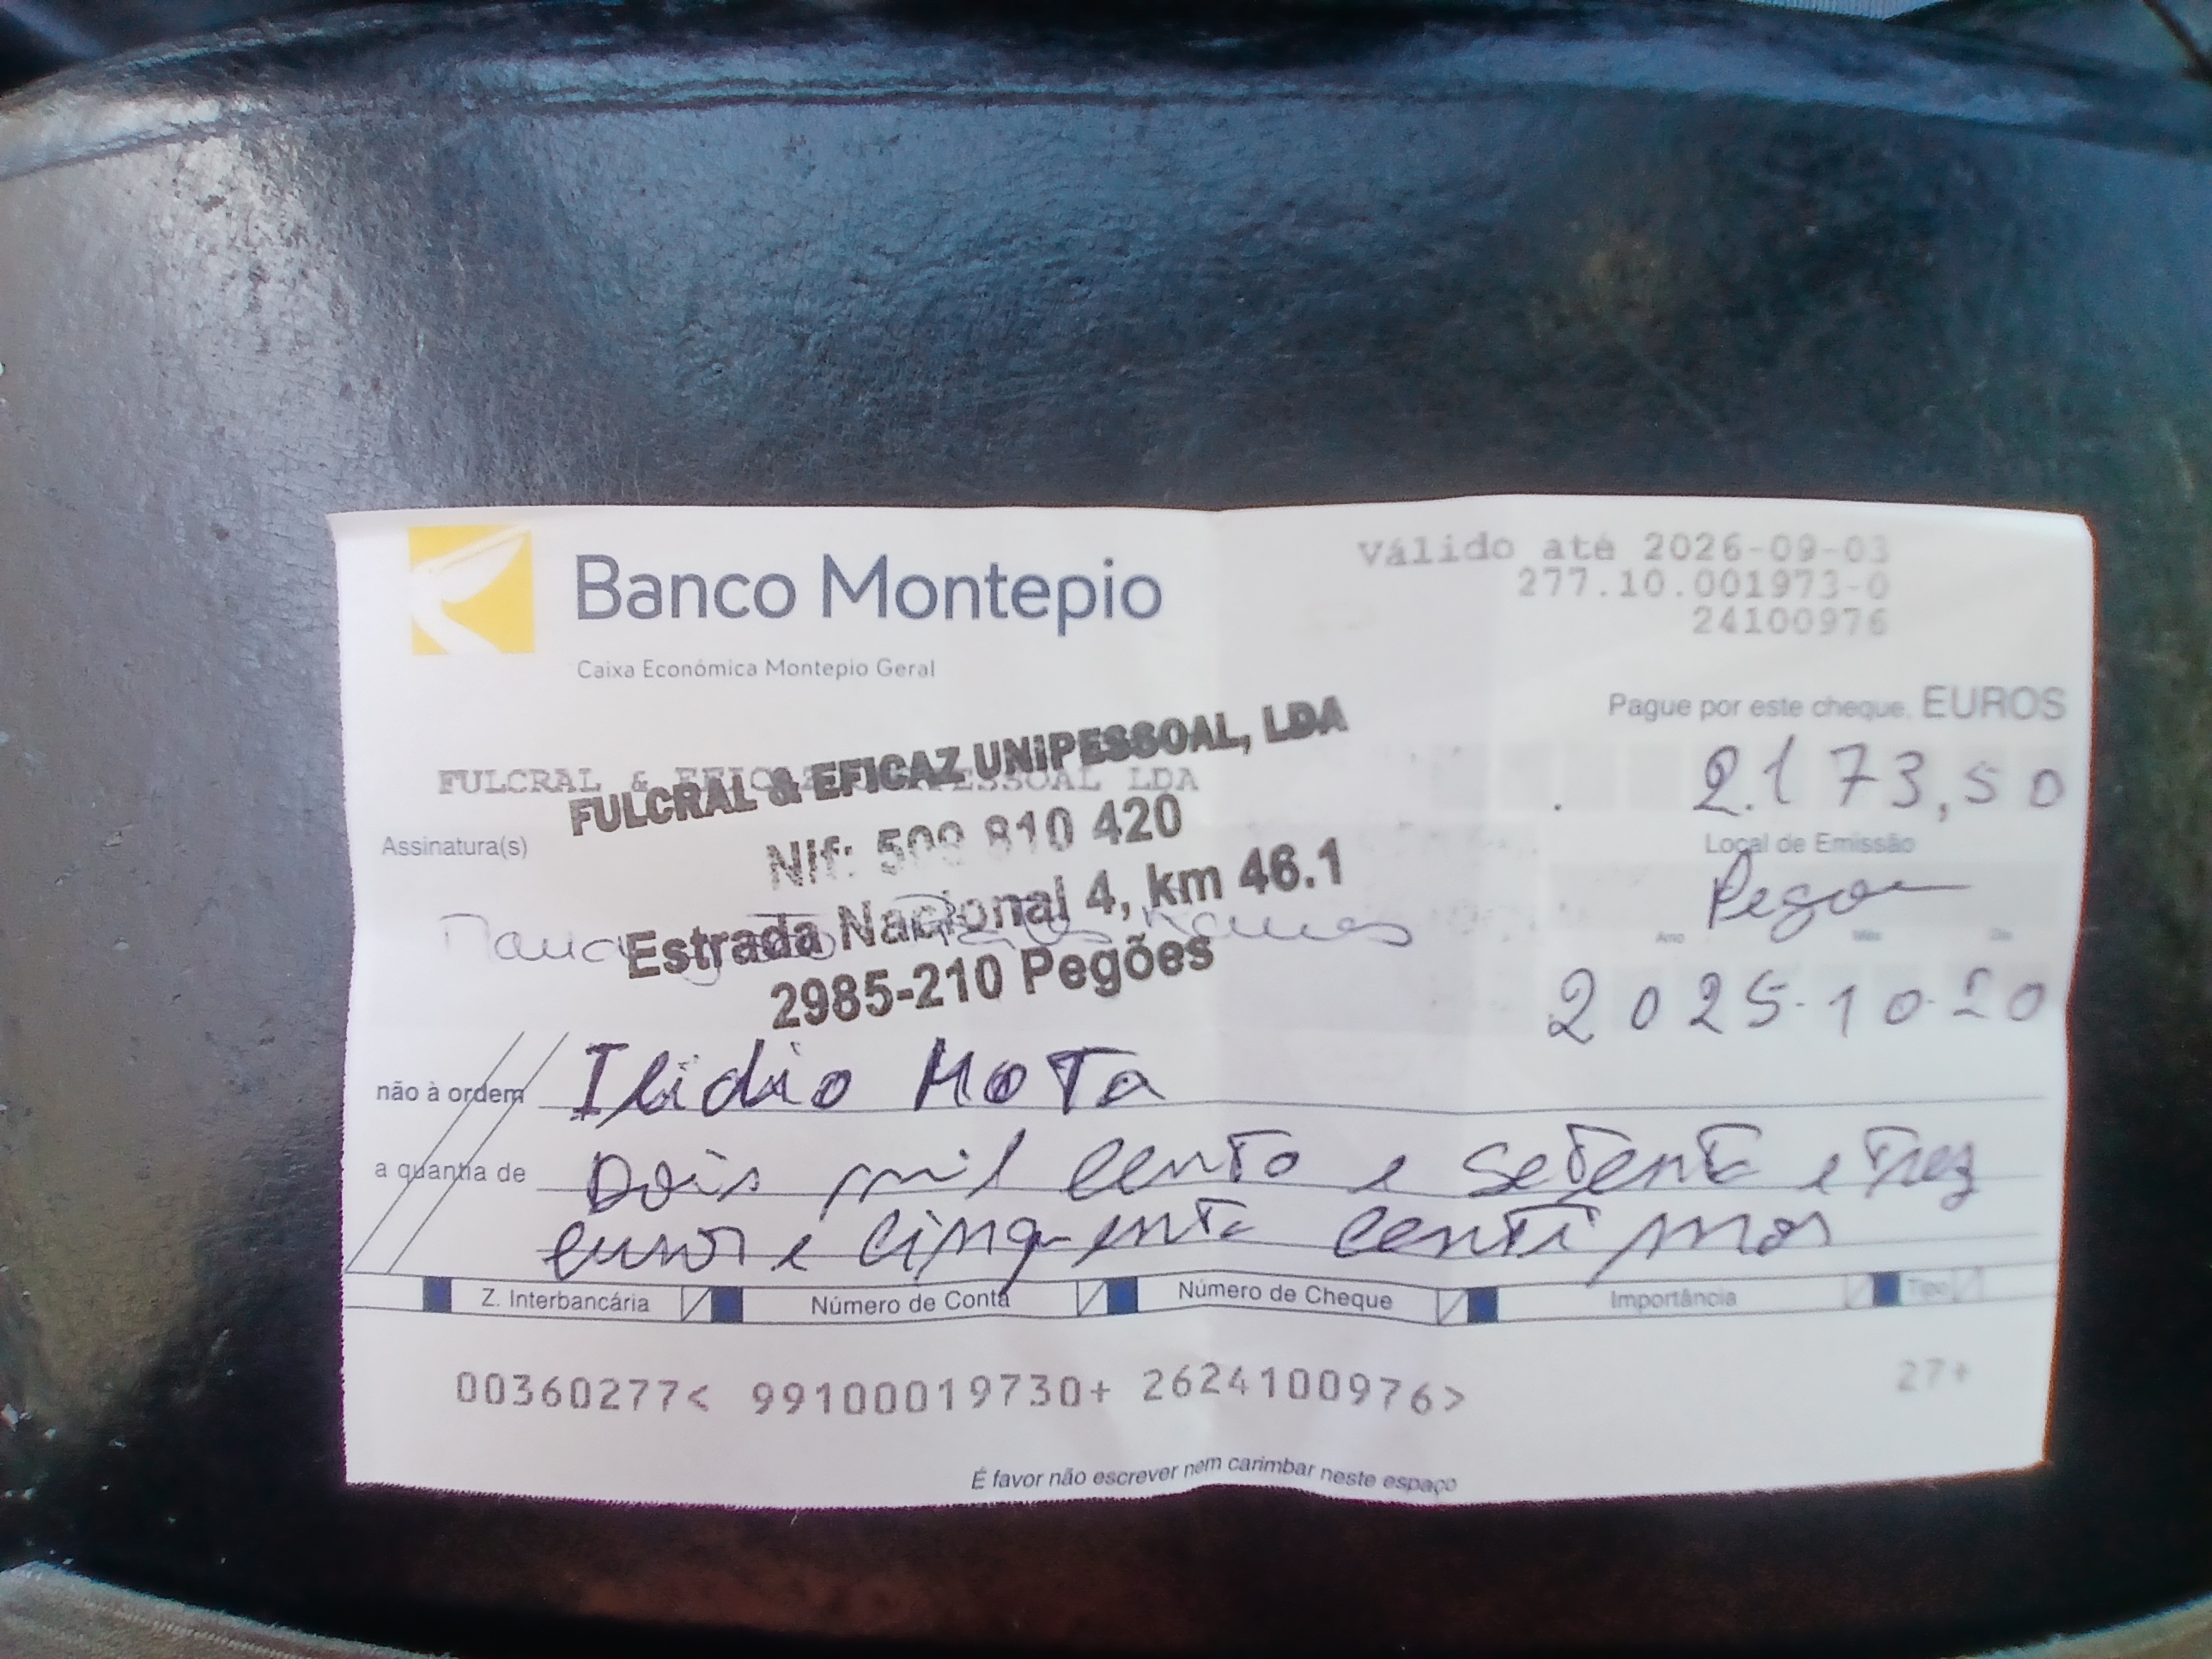 Banco Montepio
Caixa Económica Montepio Geral
Válido até 2026-09-03
277.10.001973-0
24100976
Pague por este cheque, EUROS
2.173,50
FULCRAL & EFICAZ UNIPESSOAL LDA
FULCRAL & EFICAZ UNIPESSOAL, LDA
Nif: 509 810 420
Estrada Nacional 4, km 46.1
2985-210 Pegões
Assinatura(s)
Ramos
Local de Emissão
Ano Mês Dia
2025-10-20
não à ordem Ilidio MoTa
a quantia de Dois mil cento e setenta e trez
euros e cinquenta centimos
Z. Interbancária Número de Conta Número de Cheque Importância Tipo
00360277< 99100019730+ 2624100976> 27+
É favor não escrever nem carimbar neste espaço